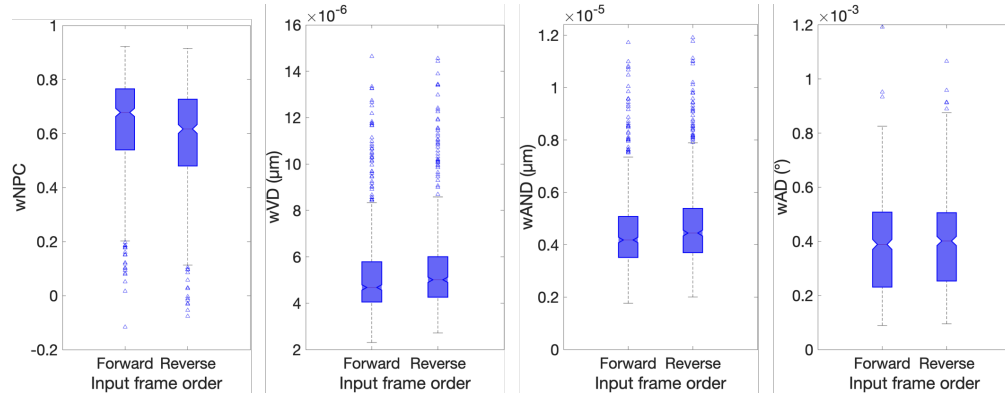 wNPC
1
0.8
0.6
0.4
0.2
0
-0.2
Forward Reverse
Input frame order
×10⁻⁶
wVD (μm)
16
14
12
10
8
6
4
2
Forward Reverse
Input frame order
×10⁻⁵
wAND (μm)
1.2
1
0.8
0.6
0.4
0.2
0
Forward Reverse
Input frame order
×10⁻³
wAD (°)
1.2
1
0.8
0.6
0.4
0.2
0
Forward Reverse
Input frame order